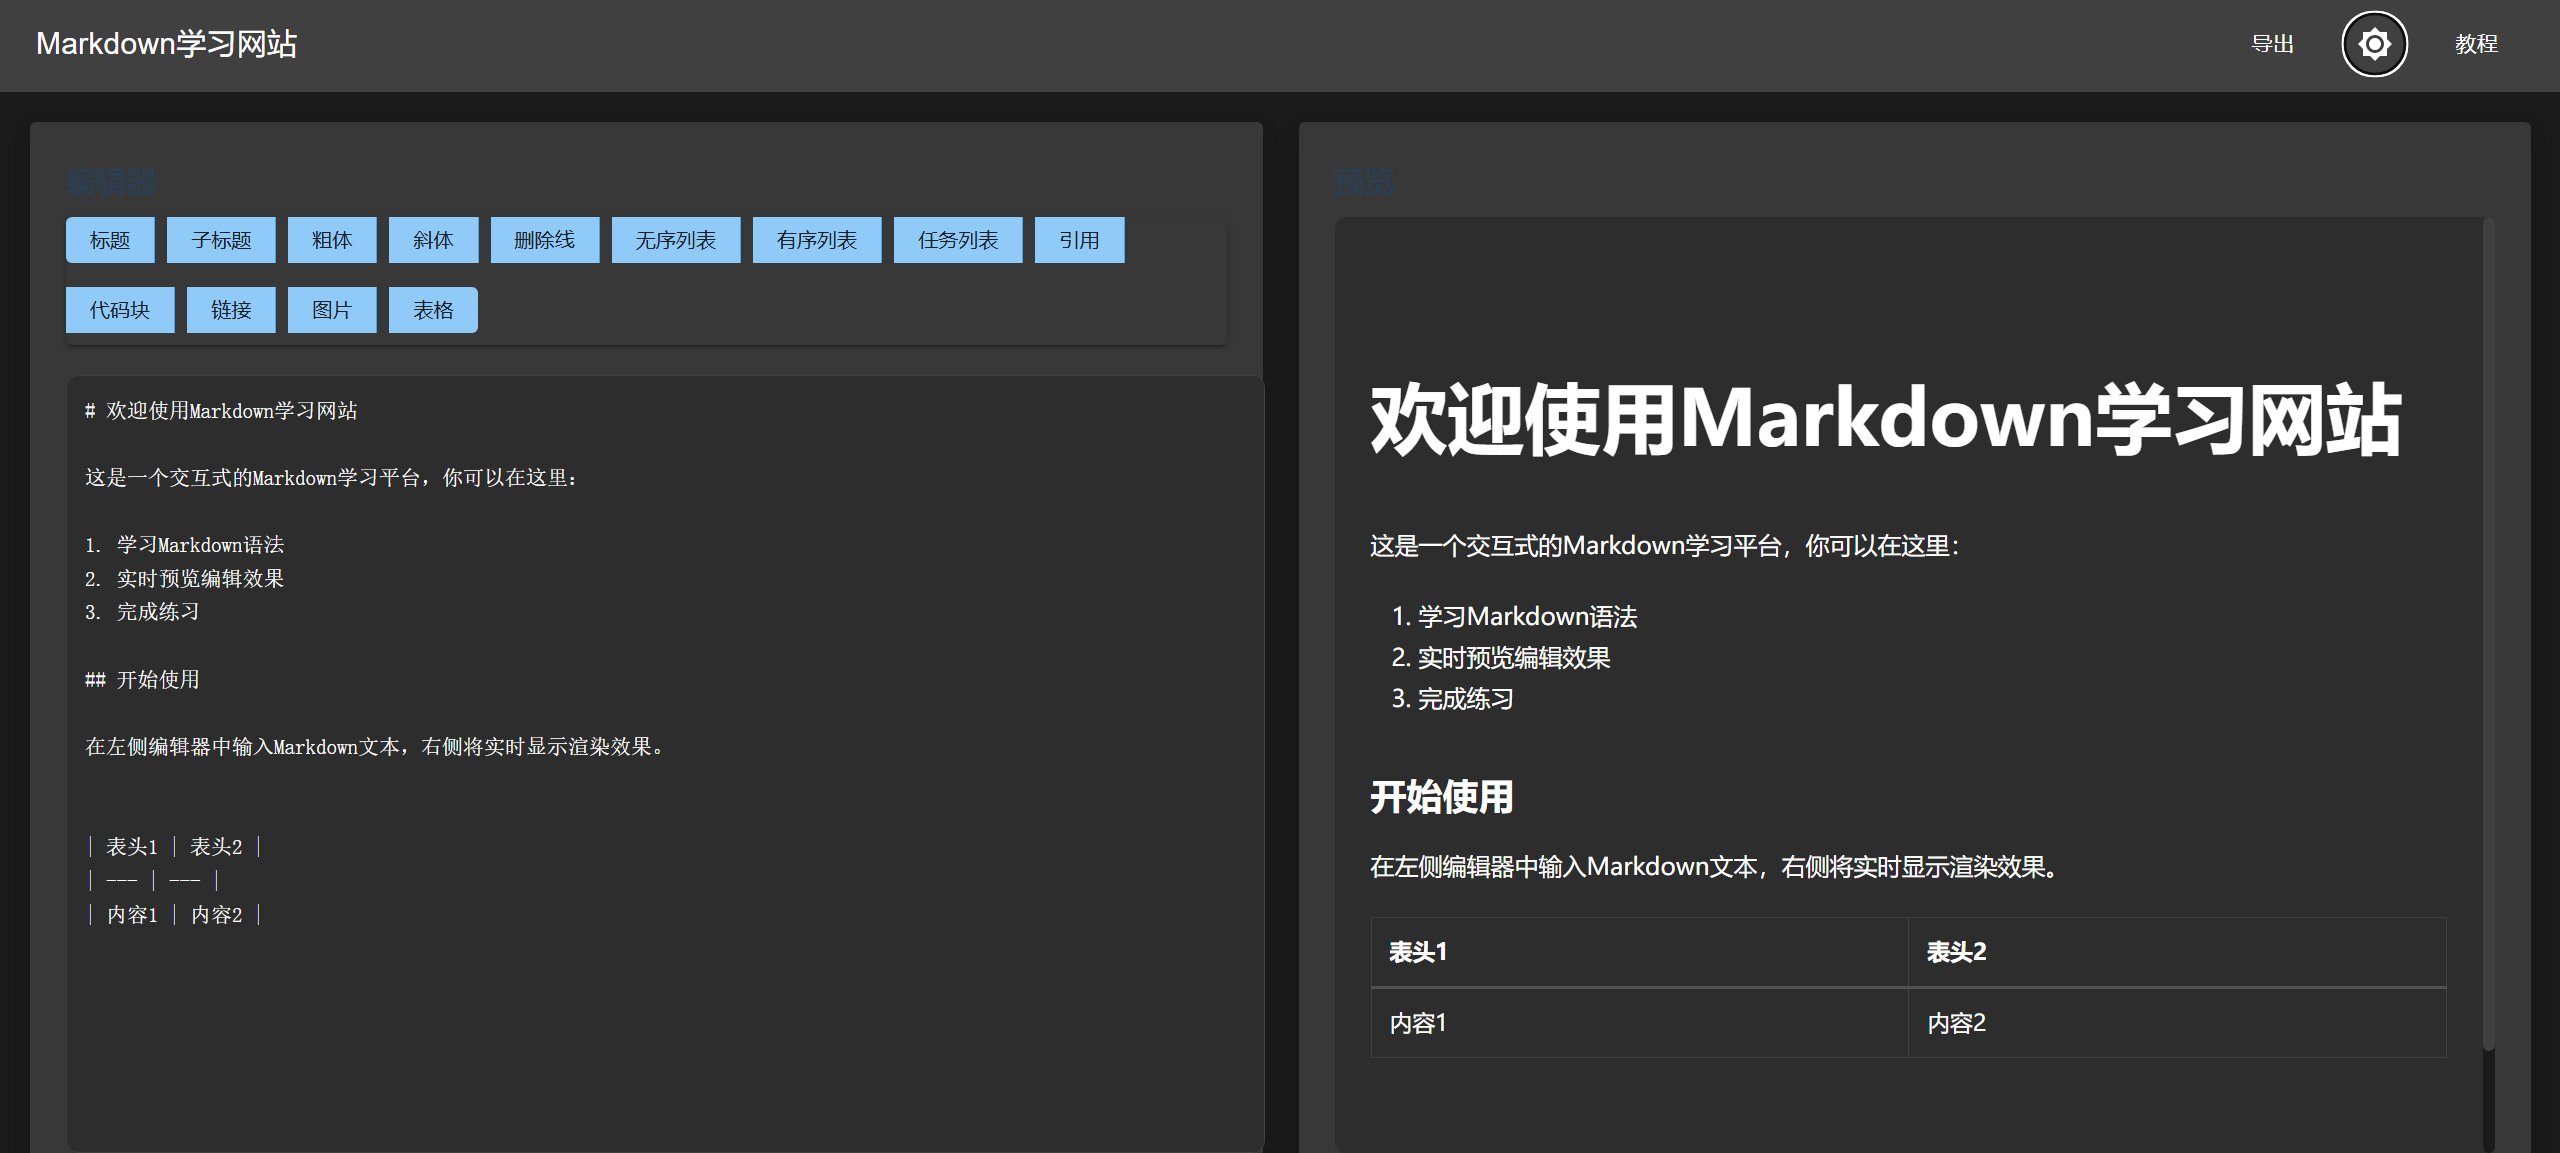 Markdown学习网站
导出
教程
编辑器
标题 子标题 粗体 斜体 删除线 无序列表 有序列表 任务列表 引用
代码块 链接 图片 表格
# 欢迎使用Markdown学习网站
这是一个交互式的Markdown学习平台，你可以在这里：
1. 学习Markdown语法
2. 实时预览编辑效果
3. 完成练习
## 开始使用
在左侧编辑器中输入Markdown文本，右侧将实时显示渲染效果。
| 表头1 | 表头2 |
| --- | --- |
| 内容1 | 内容2 |
预览
欢迎使用Markdown学习网站
这是一个交互式的Markdown学习平台，你可以在这里：
1. 学习Markdown语法
2. 实时预览编辑效果
3. 完成练习
开始使用
在左侧编辑器中输入Markdown文本，右侧将实时显示渲染效果。
表头1 表头2
内容1 内容2